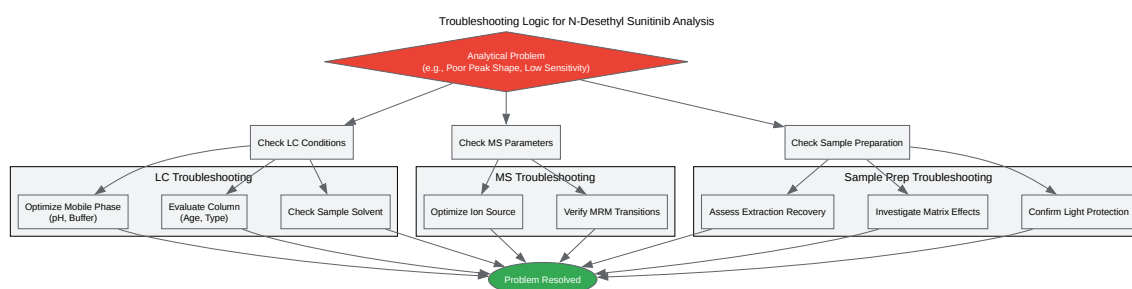 Troubleshooting Logic for N-Desethyl Sunitinib Analysis
Analytical Problem
(e.g., Poor Peak Shape, Low Sensitivity)
Check LC Conditions
Check MS Parameters
Check Sample Preparation
LC Troubleshooting
MS Troubleshooting
Sample Prep Troubleshooting
Optimize Mobile Phase
(pH, Buffer)
Evaluate Column
(Age, Type)
Check Sample Solvent
Optimize Ion Source
Verify MRM Transitions
Assess Extraction Recovery
Investigate Matrix Effects
Confirm Light Protection
Problem Resolved